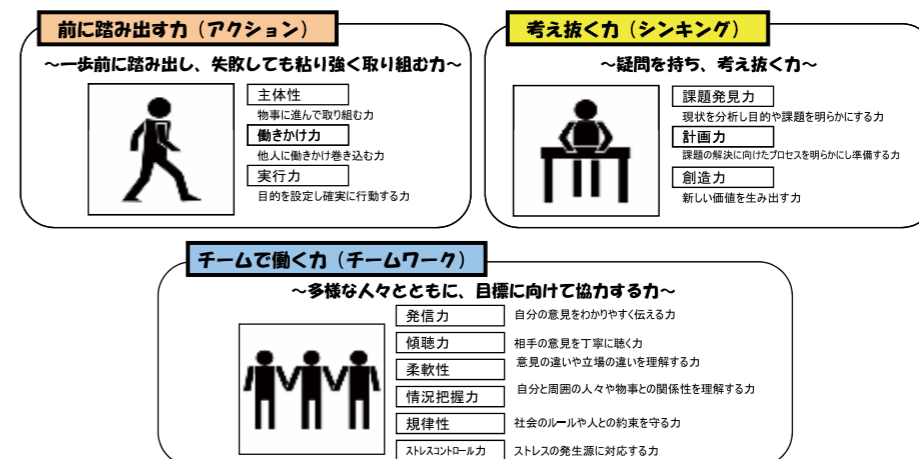 前に踏み出す力（アクション）
～一歩前に踏み出し、失敗しても粘り強く取り組む力～
主体性
物事に進んで取り組む力
働きかけ力
他人に働きかけ巻き込む力
実行力
目的を設定し確実に行動する力
考え抜く力（シンキング）
～疑問を持ち、考え抜く力～
課題発見力
現状を分析し目的や課題を明らかにする力
計画力
課題の解決に向けたプロセスを明らかにし準備する力
創造力
新しい価値を生み出す力
チームで働く力（チームワーク）
～多様な人々とともに、目標に向けて協力する力～
発信力 自分の意見をわかりやすく伝える力
傾聴力 相手の意見を丁寧に聴く力
柔軟性 意見の違いや立場の違いを理解する力
情況把握力 自分と周囲の人々や物事との関係性を理解する力
規律性 社会のルールや人との約束を守る力
ストレスコントロール力 ストレスの発生源に対応する力